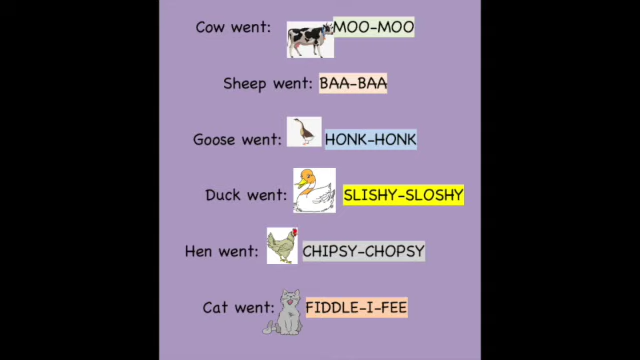 Cow went: MOO-MOO
Sheep went: BAA-BAA
Goose went: HONK-HONK
Duck went: SLISHY-SLOSHY
Hen went: CHIPSY-CHOPSY
Cat went: FIDDLE-I-FEE